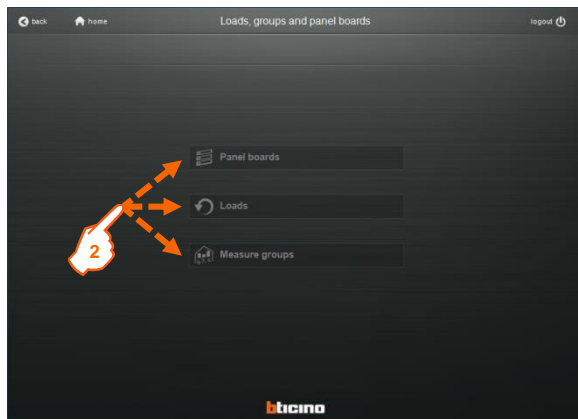 back home Loads, groups and panel boards logout
Panel boards
Loads
2
Measure groups
bticino